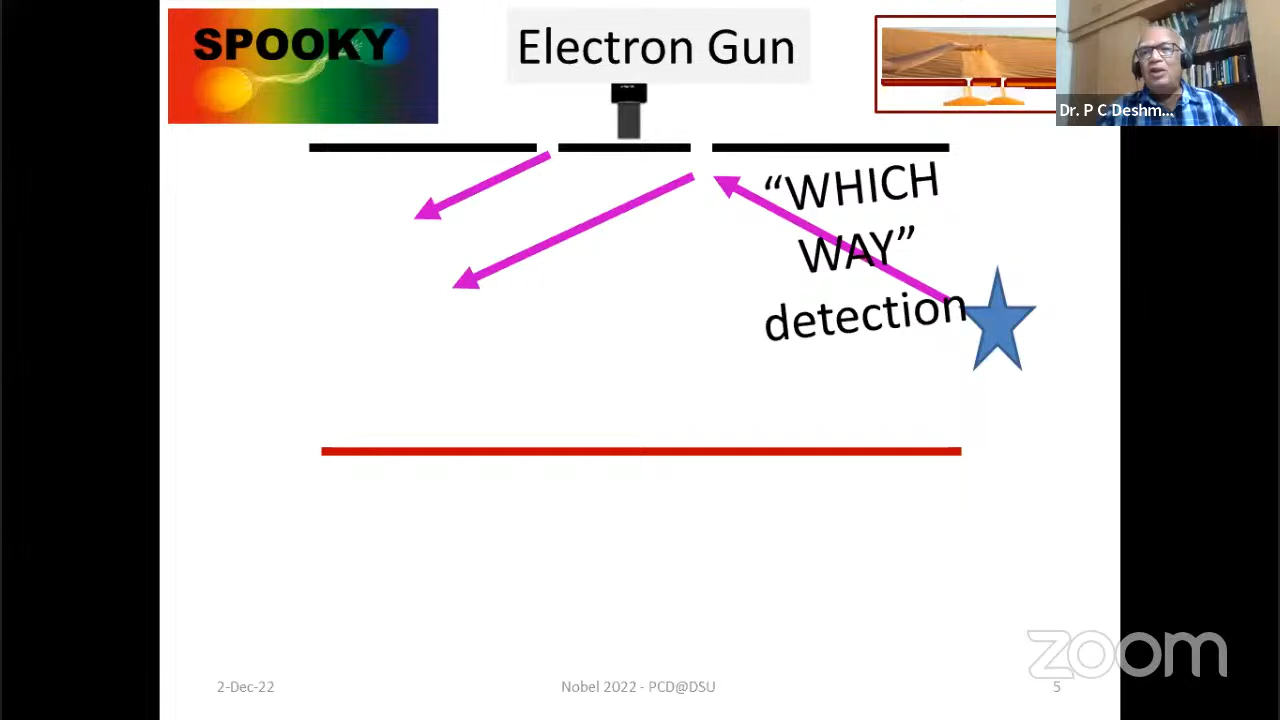 SPOOKY
Electron Gun
Dr. P C Deshm...
“WHICH
WAY”
detection
zoom
2-Dec-22
Nobel 2022 - PCD@DSU
5